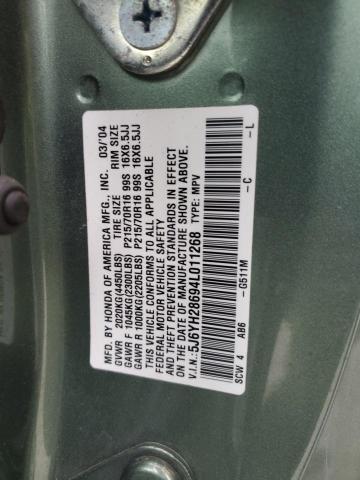 MFD. BY HONDA OF AMERICA MFG., INC. 03/'04
GVWR 2020KG(4450LBS) TIRE SIZE RIM SIZE
GAWR F 1045KG(2300LBS) P215/70R16 99S 16X6.5JJ
GAWR R 1000KG(2205LBS) P215/70R16 99S 16X6.5JJ
THIS VEHICLE CONFORMS TO ALL APPLICABLE
FEDERAL MOTOR VEHICLE SAFETY
AND THEFT PREVENTION STANDARDS IN EFFECT
ON THE DATE OF MANUFACTURE SHOWN ABOVE.
V.I.N.: 5J6YH28694L011268 TYPE: MPV
SCW 4 AB6 -G511M -C -L